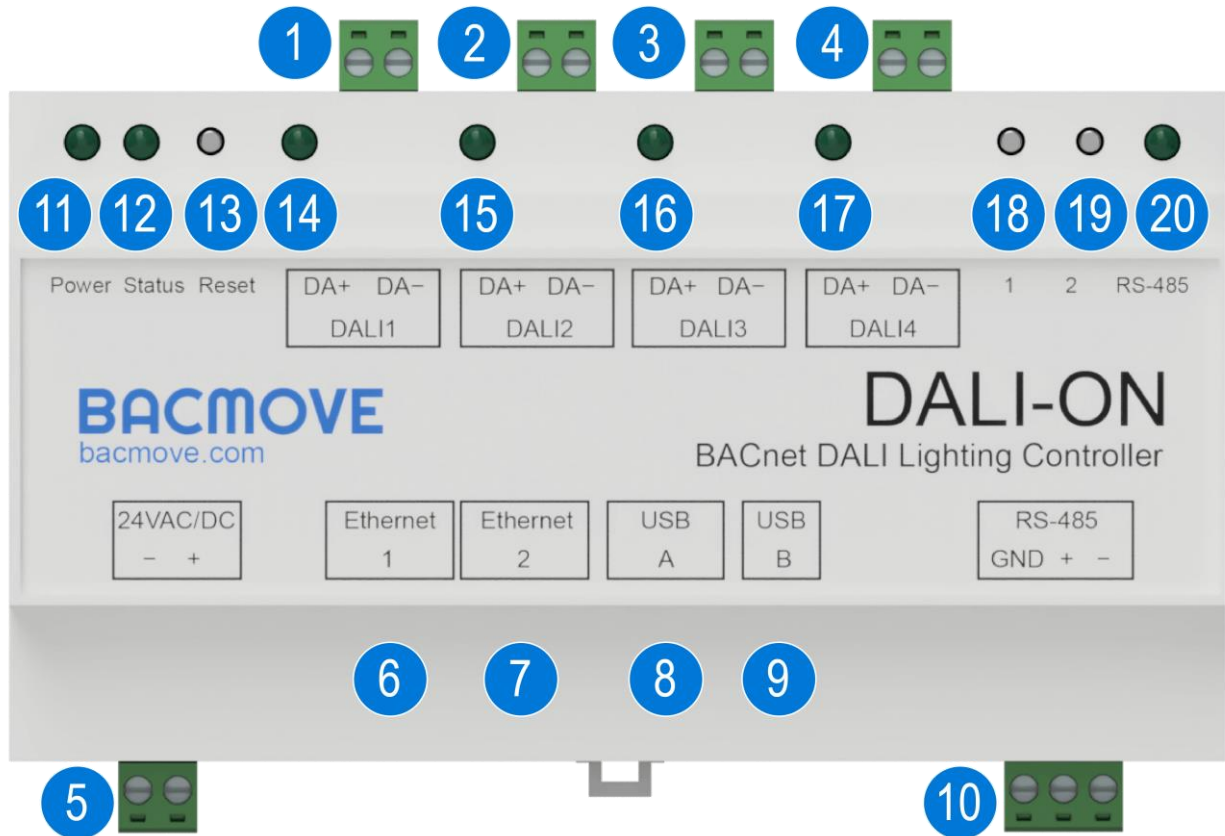 1 2 3 4
11 12 13 14 15 16 17 18 19 20
Power Status Reset DA+ DA− DA+ DA− DA+ DA− DA+ DA− 1 2 RS-485
DALI1 DALI2 DALI3 DALI4
BACMOVE
bacmove.com
DALI-ON
BACnet DALI Lighting Controller
24VAC/DC Ethernet Ethernet USB USB RS-485
− + 1 2 A B GND + −
6 7 8 9
5 10